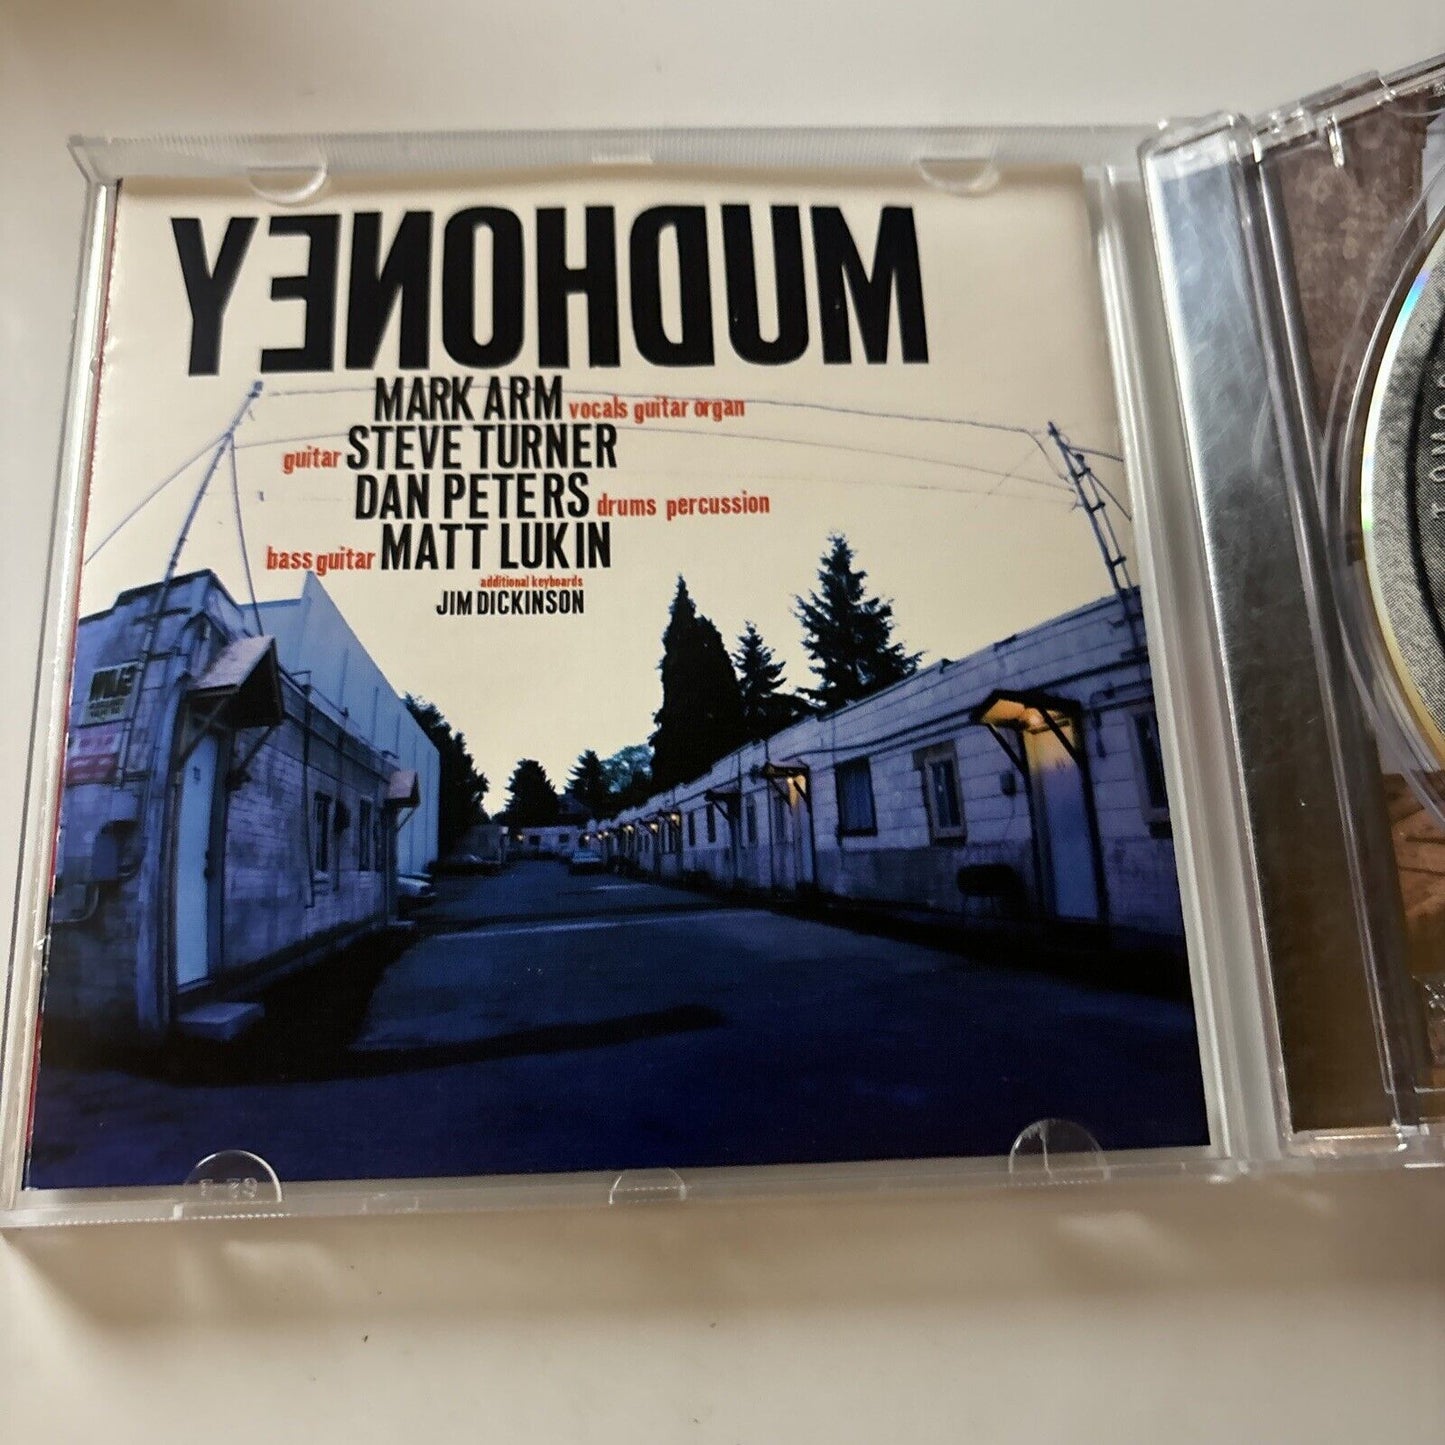 MUDHONEY
MARK ARM vocals guitar organ
guitar STEVE TURNER
DAN PETERS drums percussion
bass guitar MATT LUKIN
additional keyboards
JIM DICKINSON